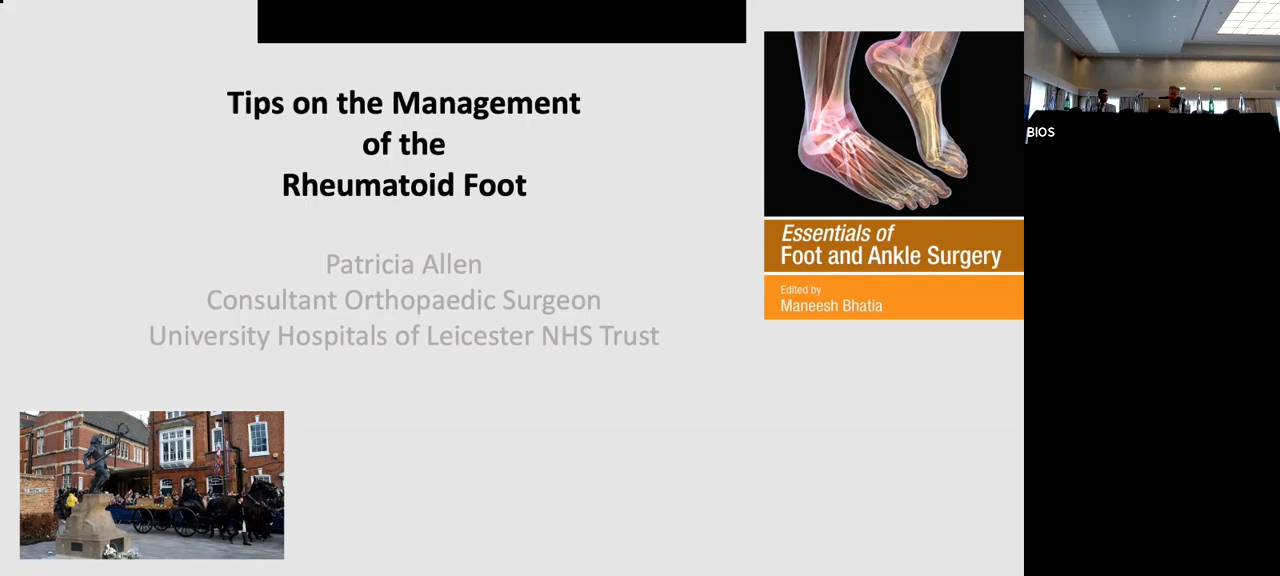 Tips on the Management
of the
Rheumatoid Foot
Patricia Allen
Consultant Orthopaedic Surgeon
University Hospitals of Leicester NHS Trust
Essentials of
Foot and Ankle Surgery
Edited by
Maneesh Bhatia
BIOS